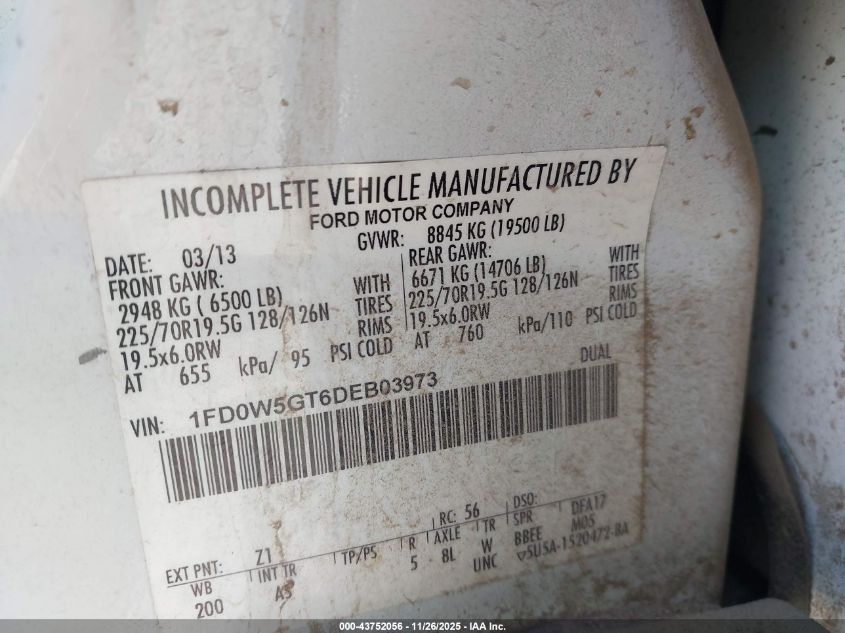 INCOMPLETE VEHICLE MANUFACTURED BY
FORD MOTOR COMPANY
DATE: 03/13 GVWR: 8845 KG (19500 LB)
FRONT GAWR: WITH
2948 KG ( 6500 LB) TIRES
225/70R19.5G 128/126N RIMS
19.5x6.0RW
AT 655 kPa/ 95 PSI COLD
REAR GAWR: WITH
6671 KG (14706 LB) TIRES
225/70R19.5G 128/126N RIMS
19.5x6.0RW
AT 760 kPa/110 PSI COLD
DUAL
VIN: 1FD0W5GT6DEB03973
EXT PNT: Z1 RC: 56 DSO:
WB INT TR TP/PS R AXLE TR SPR DFA17
200 AS 5 8L W BBEE MOS
UNC 5U5A-1520472-BA
000-43752056 - 11/26/2025 - IAA Inc.